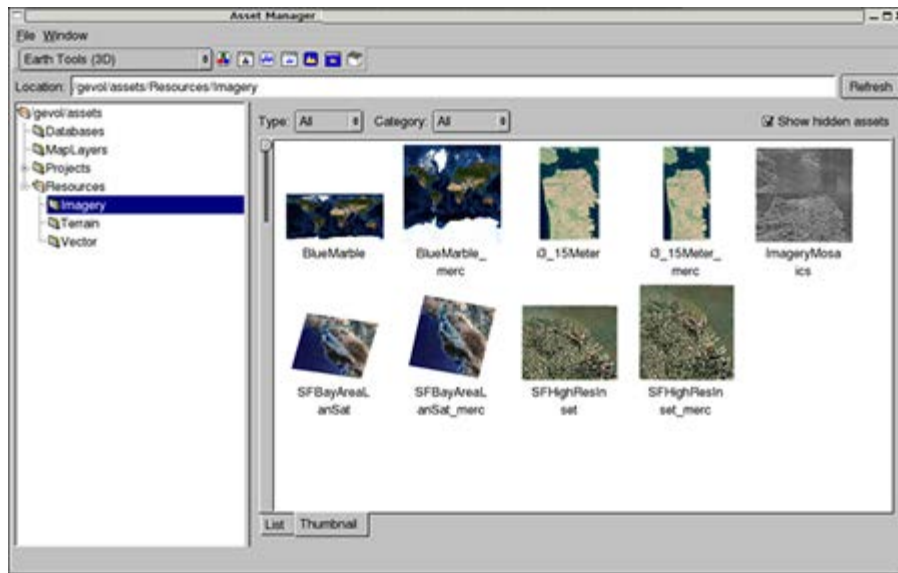 Asset Manager
File Window
Earth Tools (3D)
Location: /gevol/assets/Resources/Imagery
Refresh
/gevol/assets
Databases
MapLayers
Projects
Resources
Imagery
Terrain
Vector
Type: All Category: All Show hidden assets
BlueMarble
BlueMarble_
merc
i3_15Meter
i3_15Meter_
merc
ImageryMosa
ics
SFBayAreaL
anSat
SFBayAreaL
anSat_merc
SFHighResIn
set
SFHighResIn
set_merc
List Thumbnail